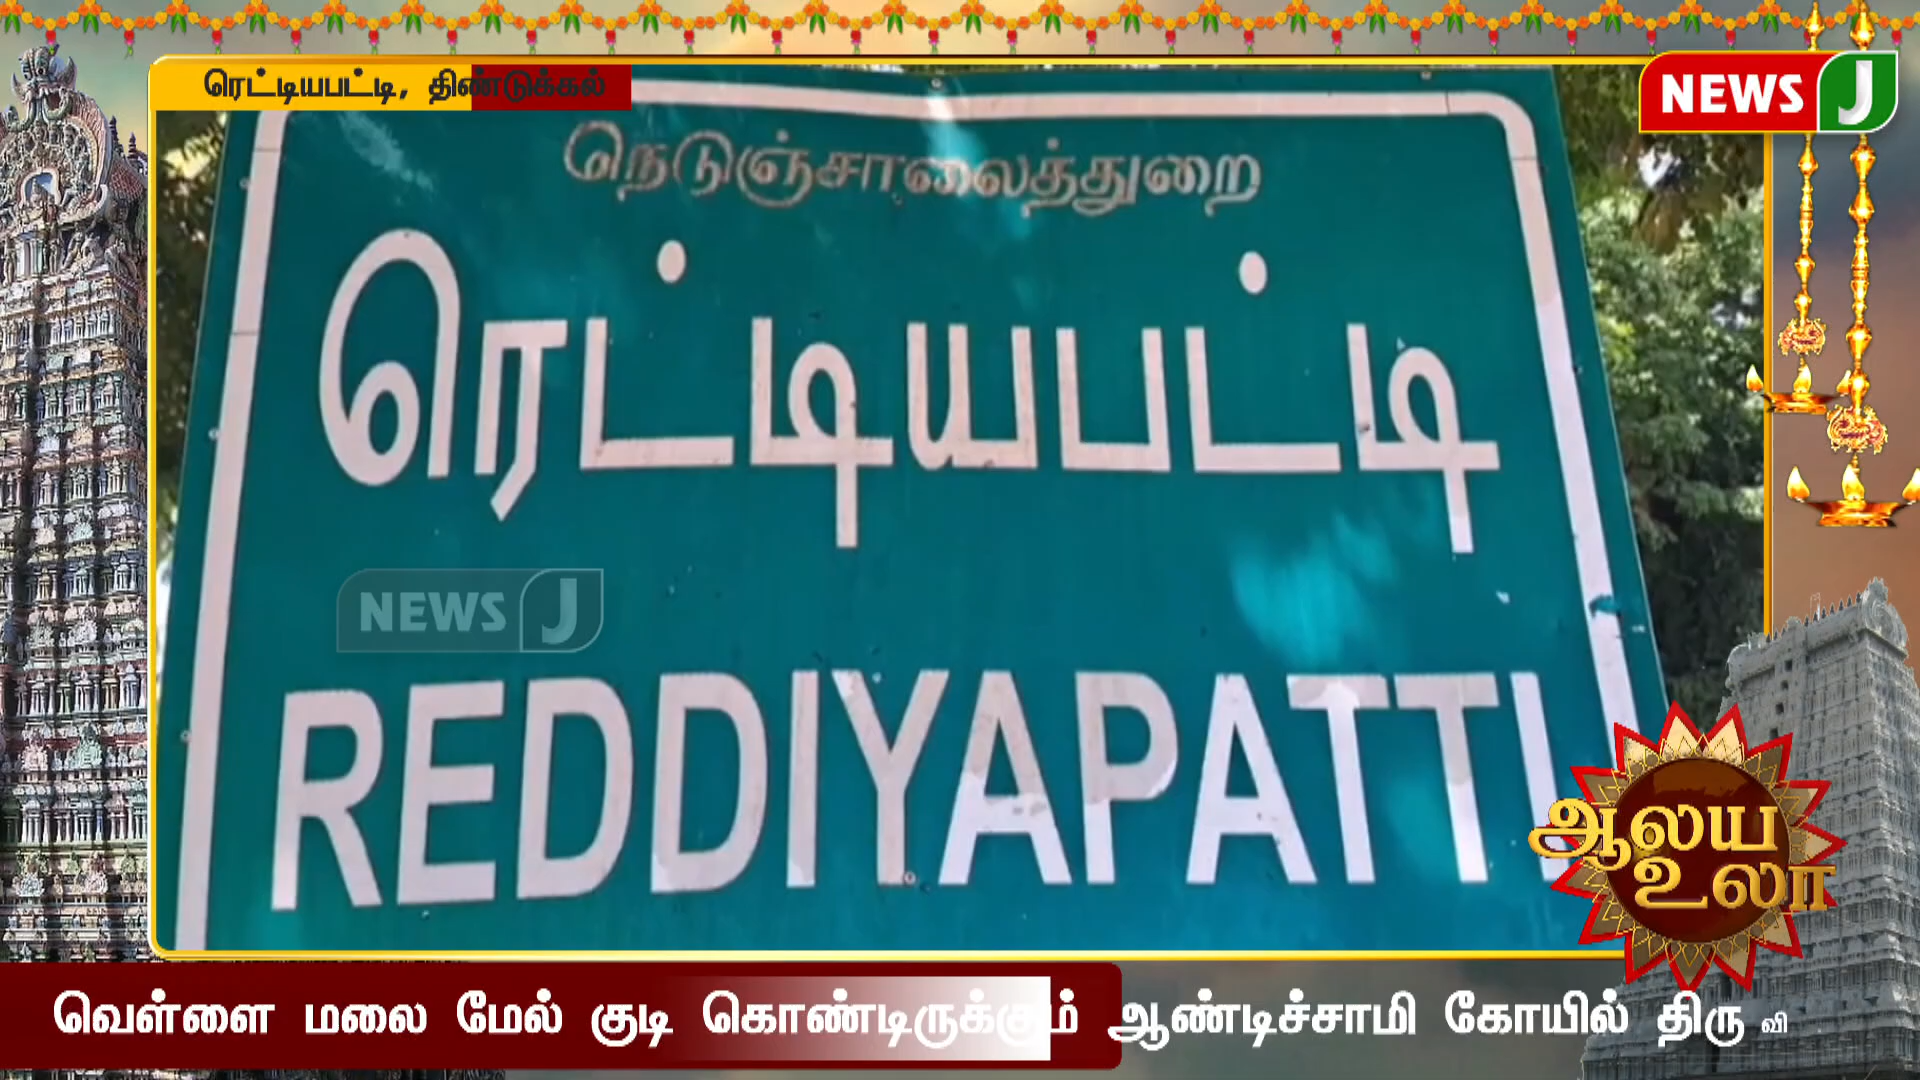 ரெட்டியபட்டி, திண்டுக்கல்
NEWS J
நெடுஞ்சாலைத்துறை
ரெட்டியபட்டி
NEWS J
REDDIYAPATTI
ஆலய
உலா
வெள்ளை மலை மேல் குடி கொண்டிருக்கும் ஆண்டிச்சாமி கோயில் திரு வி